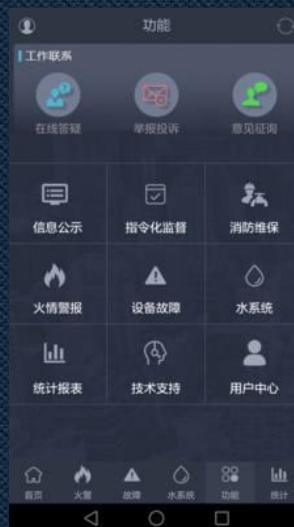 功能
工作联系
在线答疑 举报投诉 意见征询
信息公示 指令化监督 消防维保
火情警报 设备故障 水系统
统计报表 技术支持 用户中心
首页 火警 故障 水系统 功能 统计